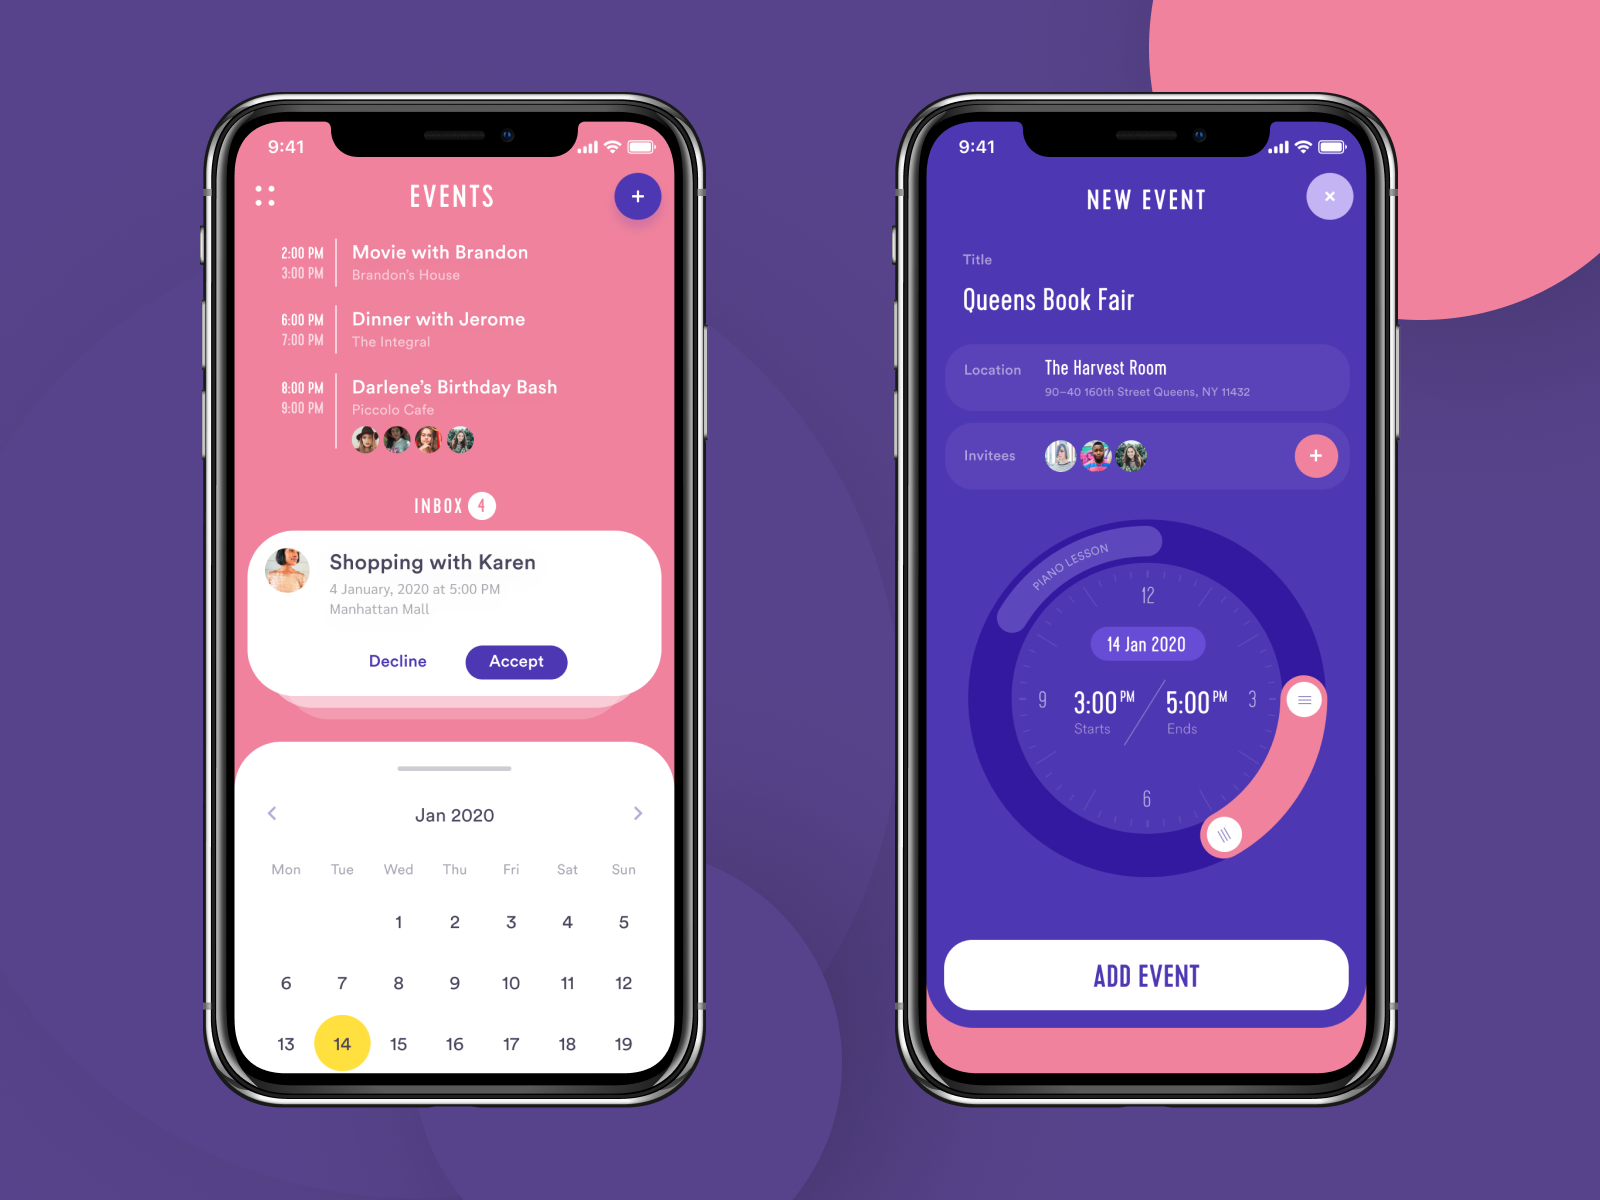 9:41
EVENTS
+
2:00 PM Movie with Brandon
3:00 PM Brandon's House
6:00 PM Dinner with Jerome
7:00 PM The Integral
8:00 PM Darlene's Birthday Bash
9:00 PM Piccolo Cafe
INBOX 4
Shopping with Karen
4 January, 2020 at 5:00 PM
Manhattan Mall
Decline Accept
Jan 2020
Mon Tue Wed Thu Fri Sat Sun
1 2 3 4 5
6 7 8 9 10 11 12
13 14 15 16 17 18 19
9:41
NEW EVENT
Title
Queens Book Fair
Location The Harvest Room
90–40 160th Street Queens, NY 11432
Invitees +
PIANO LESSON
12
14 Jan 2020
9 3:00 PM 5:00 PM 3
Starts Ends
6
ADD EVENT